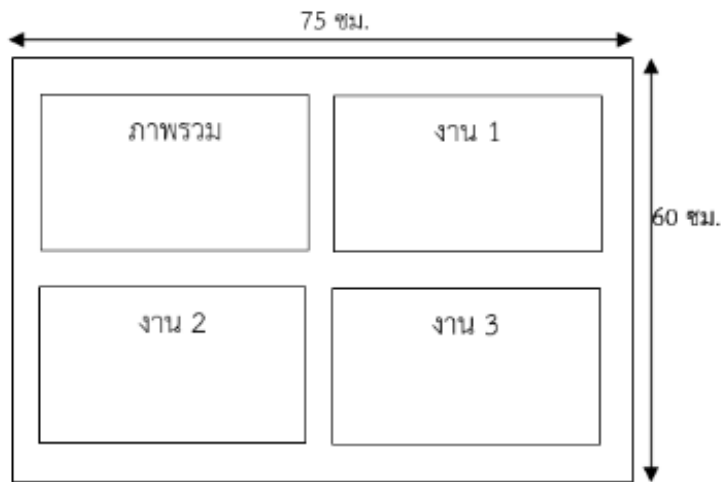 75 ซม.
ภาพรวม
งาน 1
60 ซม.
งาน 2
งาน 3